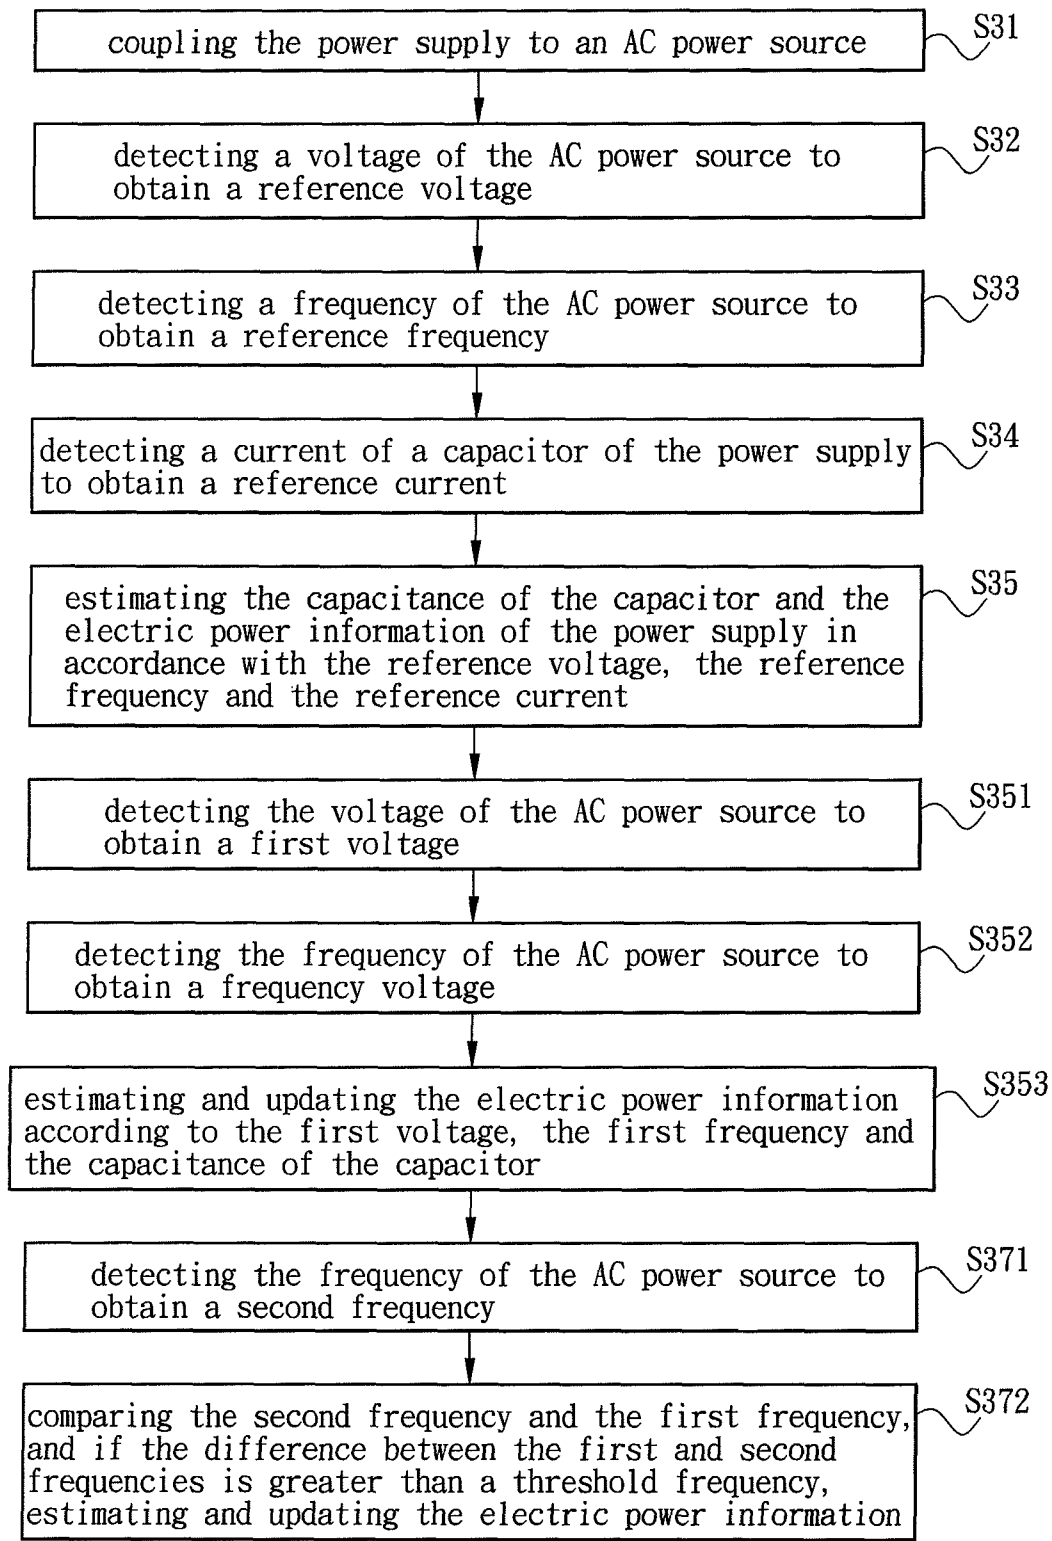 coupling the power supply to an AC power source
S31
detecting a voltage of the AC power source to
obtain a reference voltage
S32
detecting a frequency of the AC power source to
obtain a reference frequency
S33
detecting a current of a capacitor of the power supply
to obtain a reference current
S34
estimating the capacitance of the capacitor and the
electric power information of the power supply in
accordance with the reference voltage, the reference
frequency and the reference current
S35
detecting the voltage of the AC power source to
obtain a first voltage
S351
detecting the frequency of the AC power source to
obtain a frequency voltage
S352
estimating and updating the electric power information
according to the first voltage, the first frequency and
the capacitance of the capacitor
S353
detecting the frequency of the AC power source to
obtain a second frequency
S371
comparing the second frequency and the first frequency,
and if the difference between the first and second
frequencies is greater than a threshold frequency,
estimating and updating the electric power information
S372